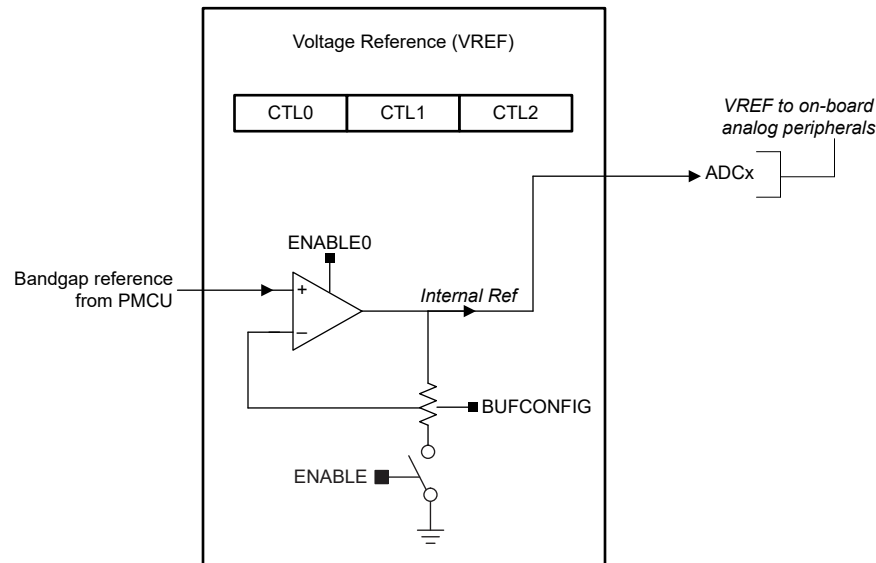 Voltage Reference (VREF)
CTL0 CTL1 CTL2
VREF to on-board
analog peripherals
ADCx
ENABLE0
Bandgap reference
from PMCU
+
Internal Ref
–
BUFCONFIG
ENABLE